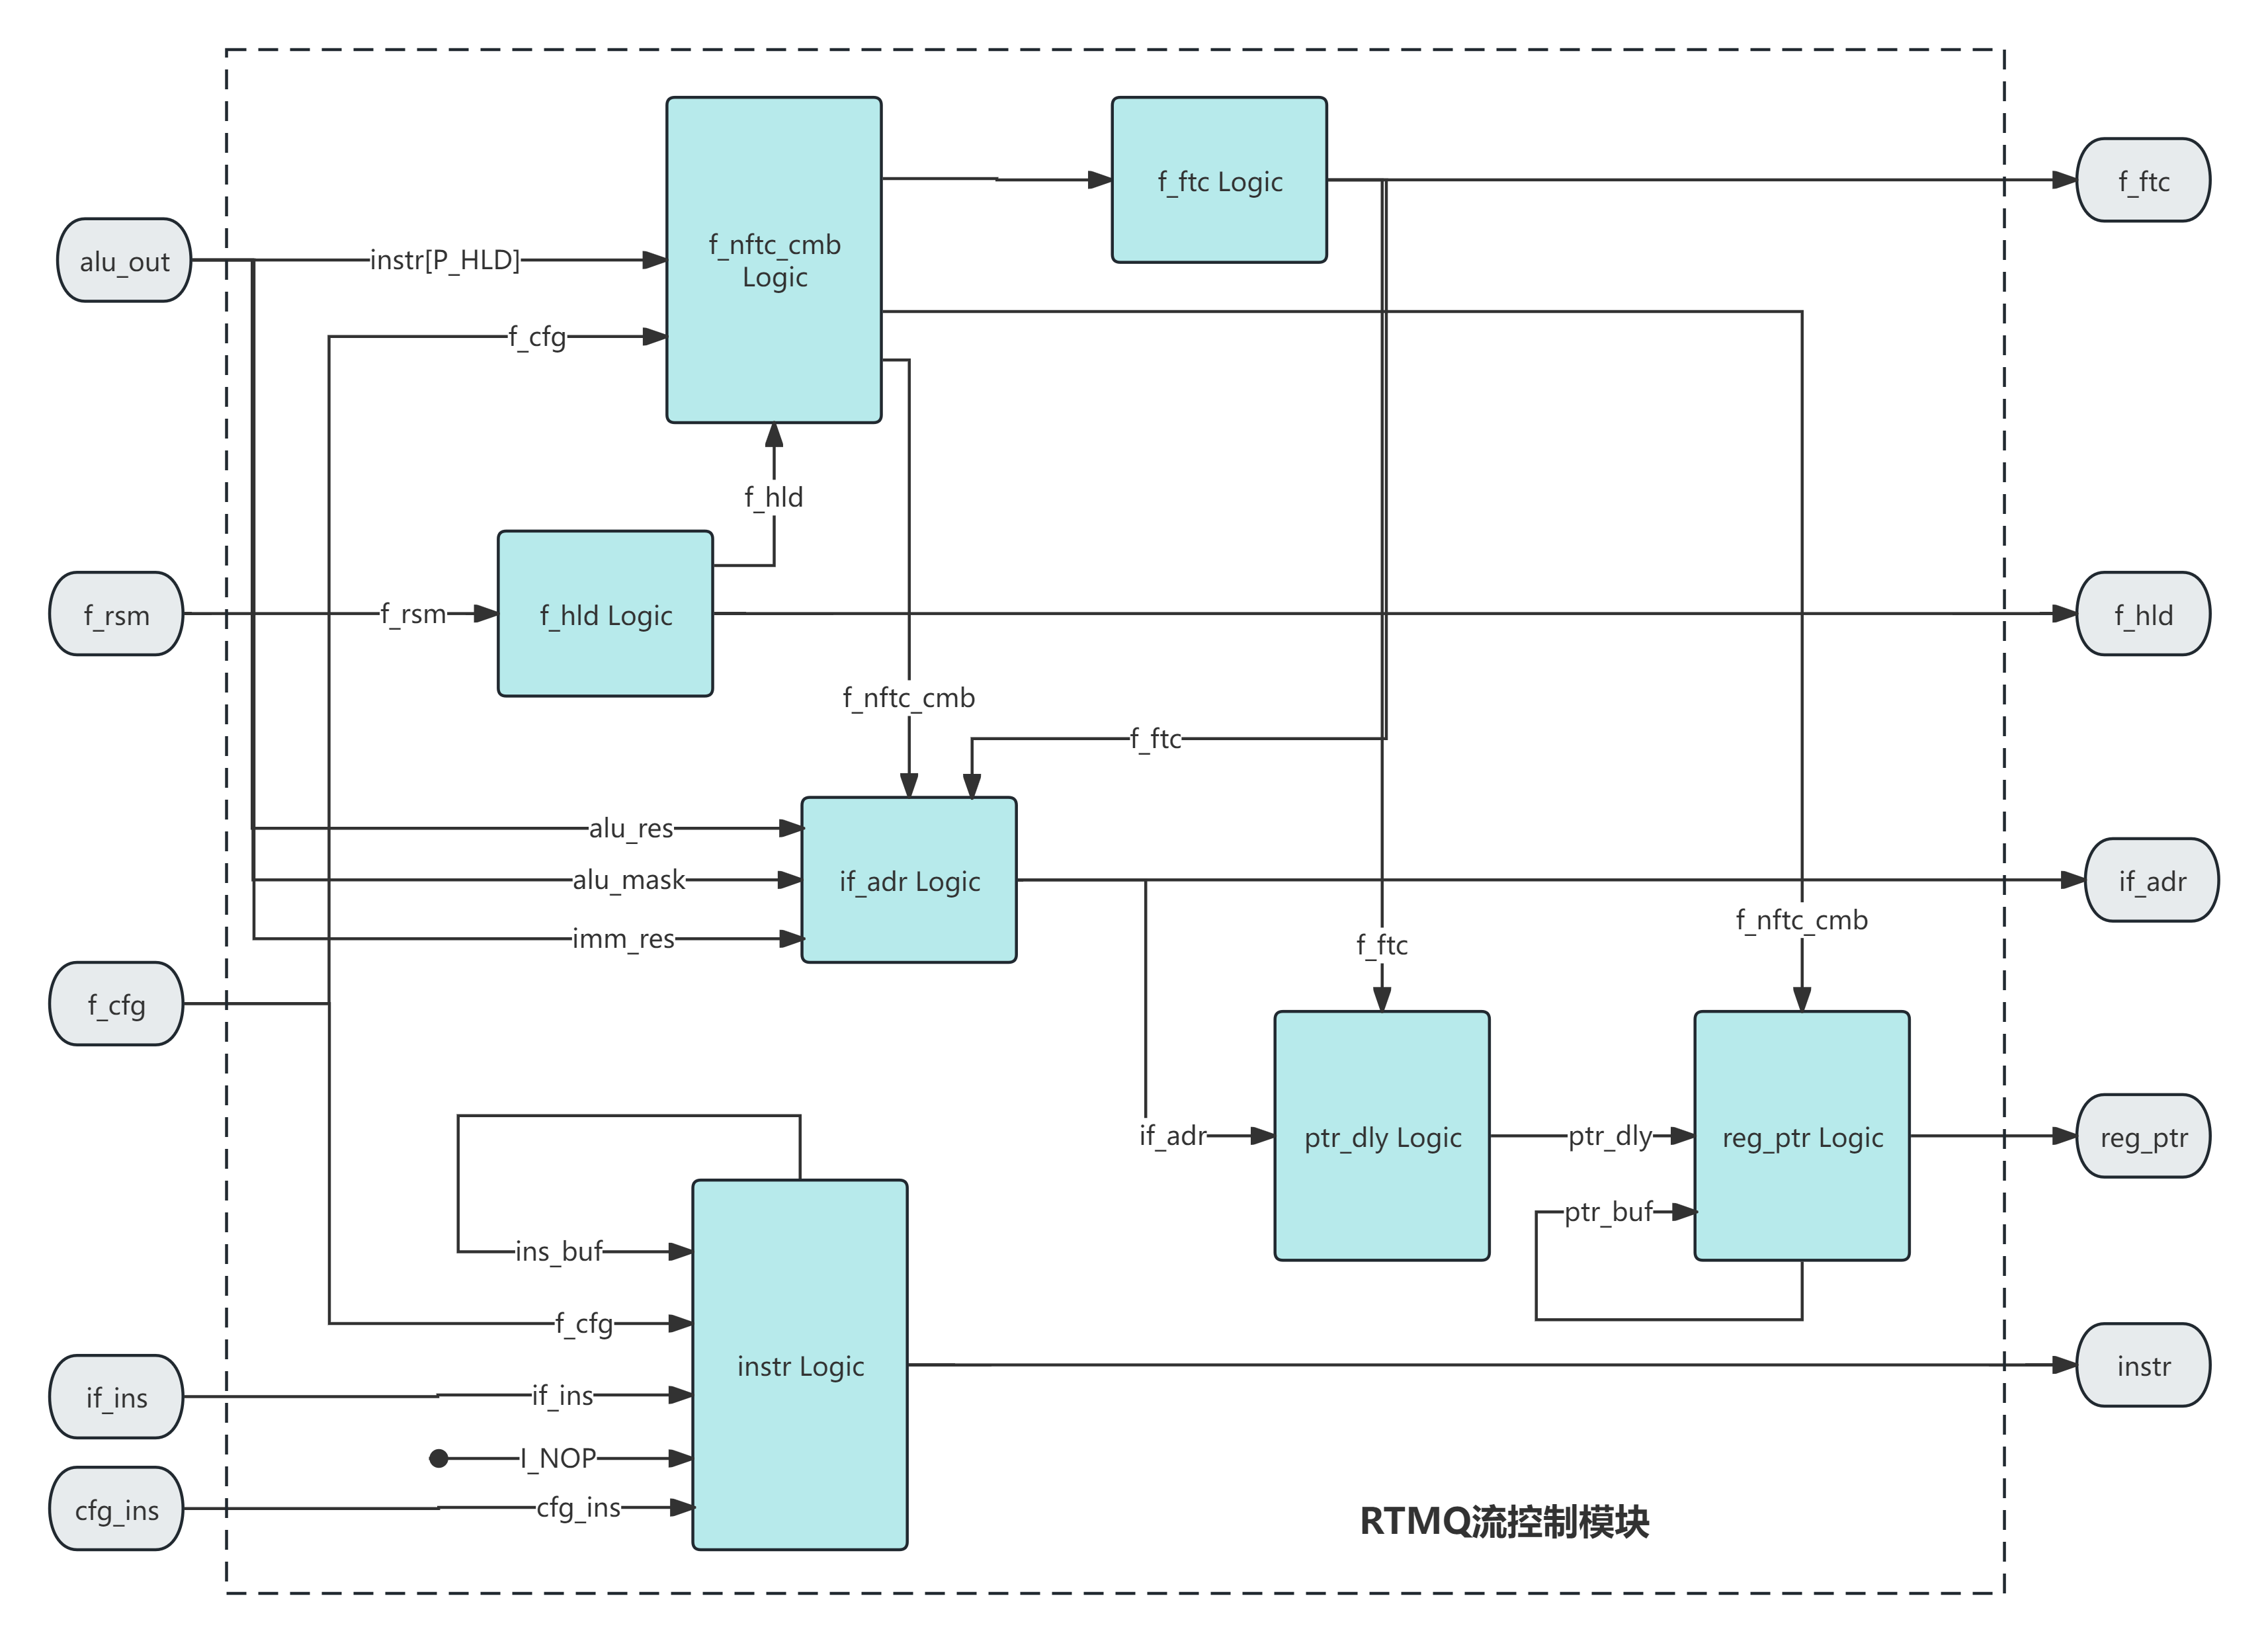 f_nftc_cmb
Logic
f_ftc Logic
f_ftc
alu_out
instr[P_HLD]
f_cfg
f_hld
f_rsm
f_rsm
f_hld Logic
f_hld
f_nftc_cmb
f_ftc
alu_res
alu_mask
imm_res
if_adr Logic
if_adr
f_nftc_cmb
f_ftc
f_cfg
if_adr
ptr_dly Logic
ptr_dly
ptr_buf
reg_ptr Logic
reg_ptr
ins_buf
f_cfg
if_ins
if_ins
I_NOP
cfg_ins
cfg_ins
instr Logic
instr
RTMQ流控制模块